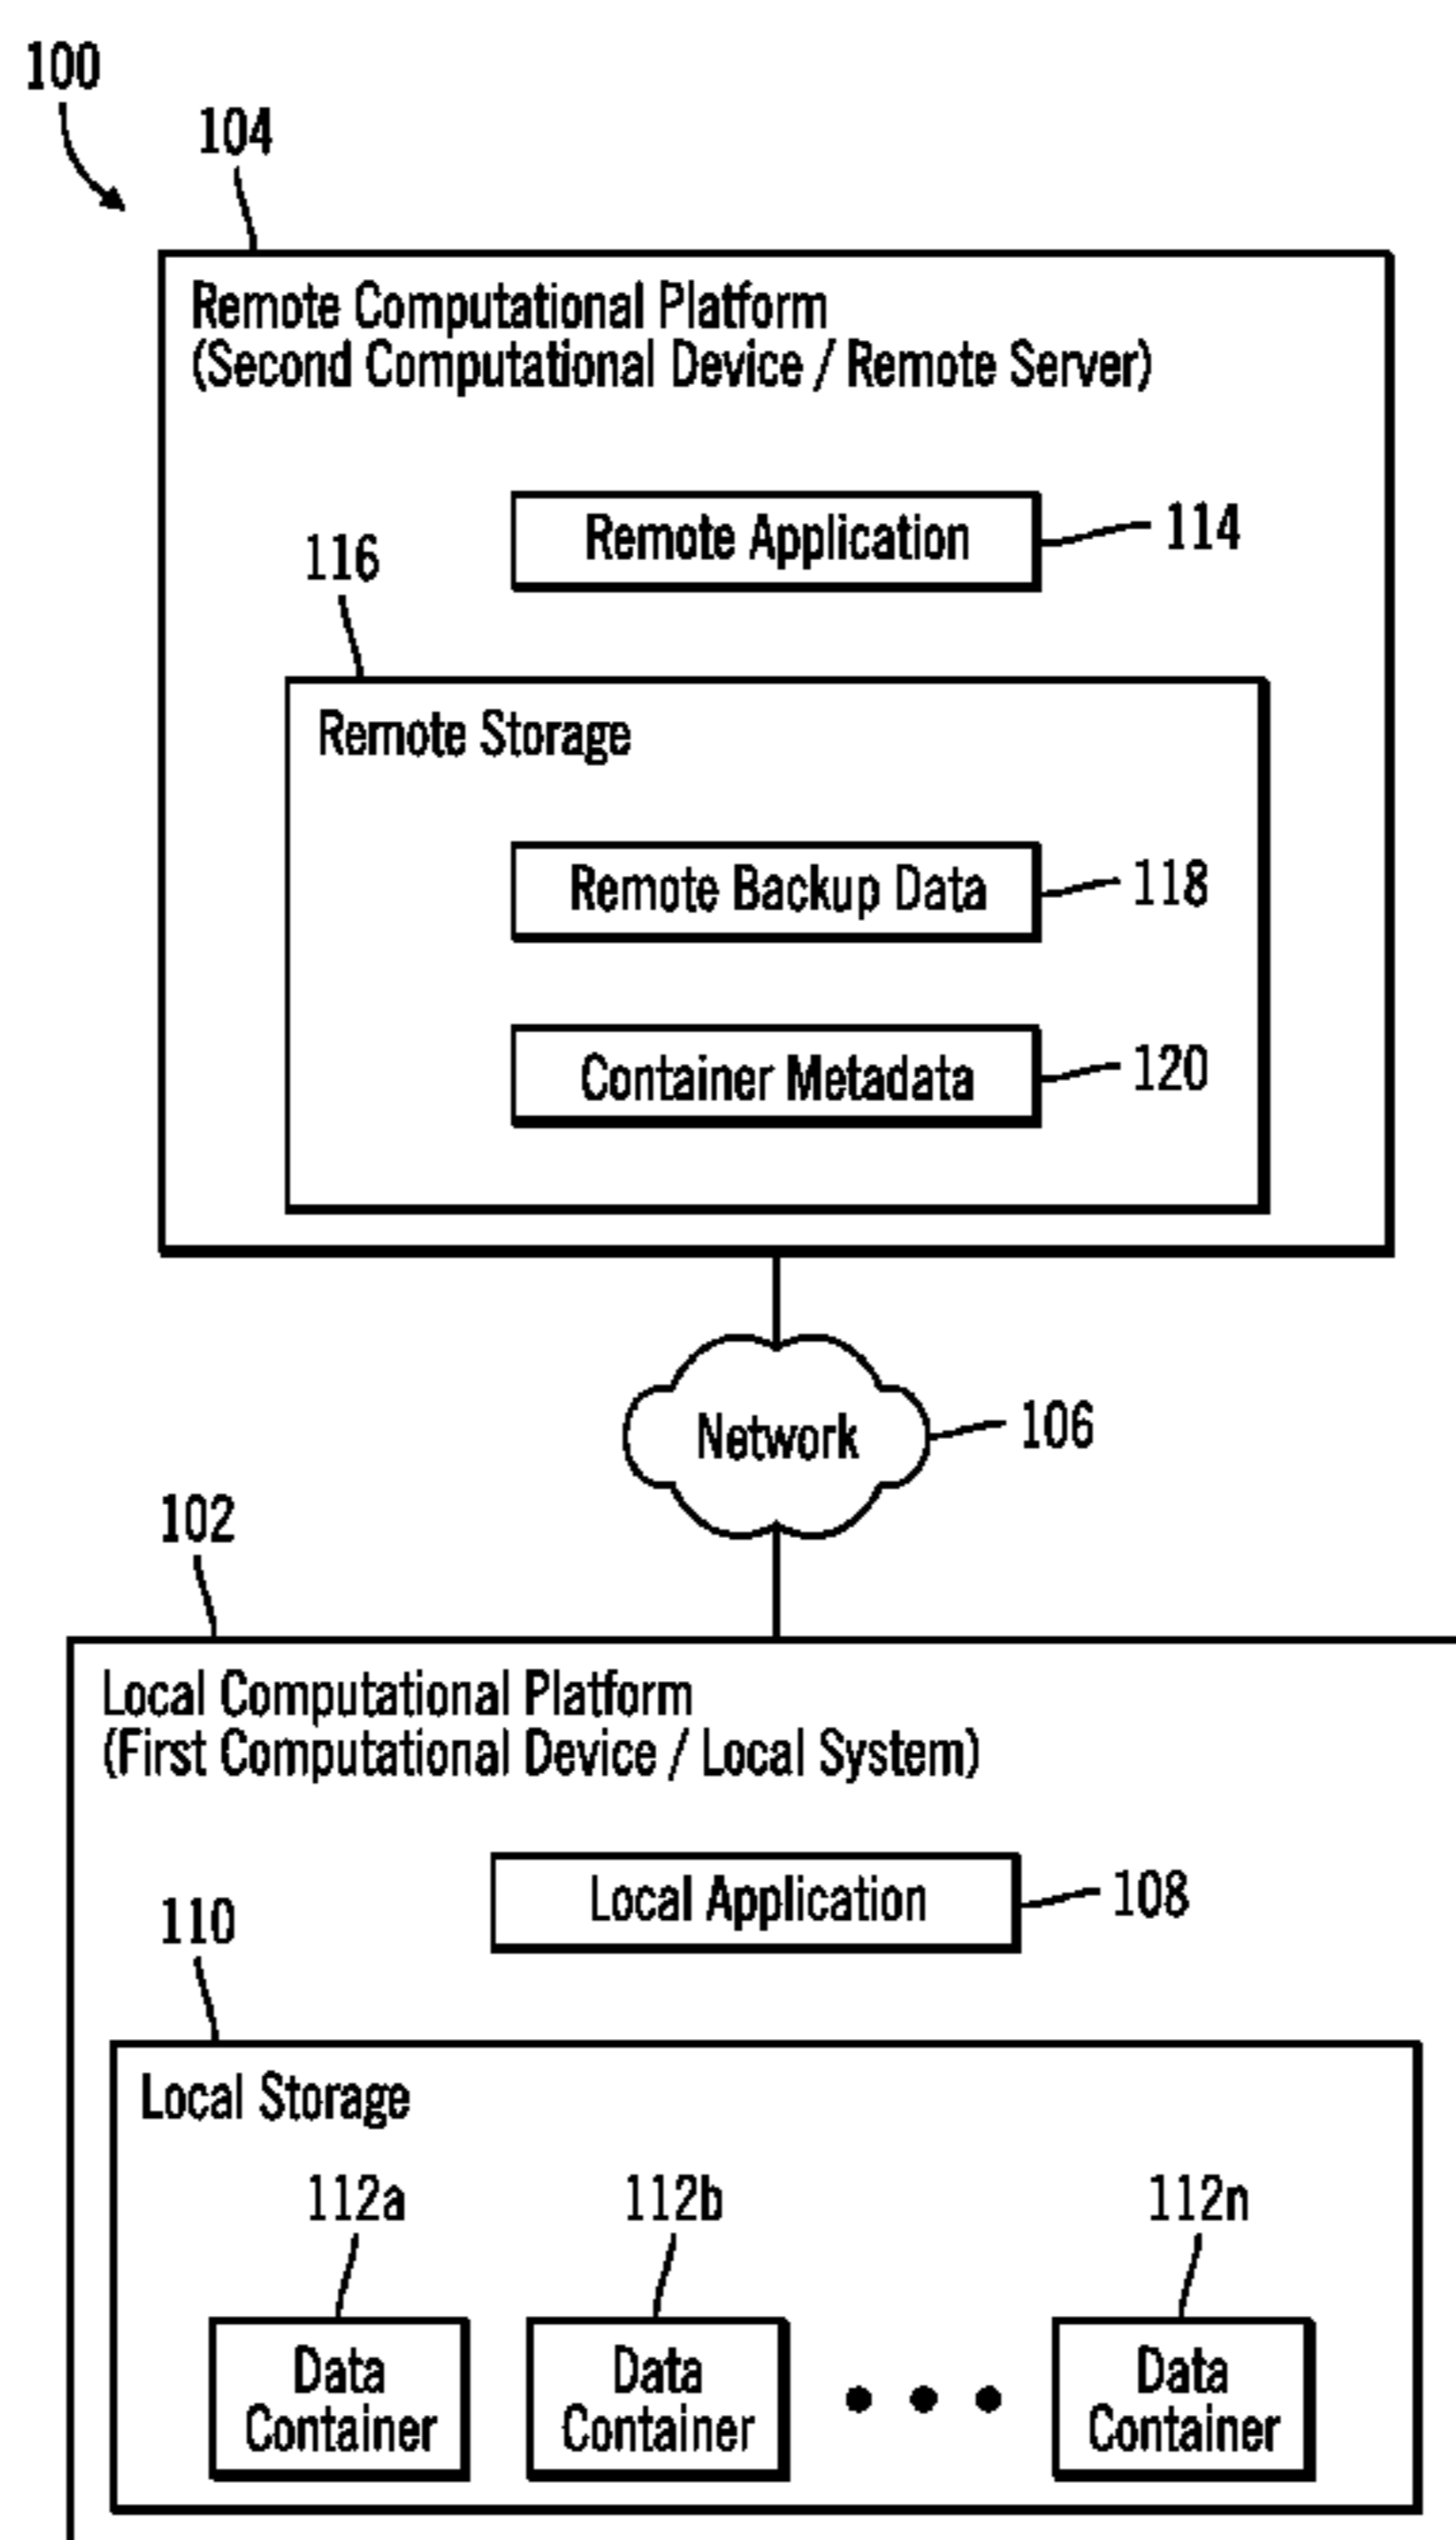 100
104
Remote Computational Platform
(Second Computational Device / Remote Server)
Remote Application
114
116
Remote Storage
Remote Backup Data
118
Container Metadata
120
Network
106
102
Local Computational Platform
(First Computational Device / Local System)
Local Application
108
110
Local Storage
112a
112b
112n
Data
Container
Data
Container
Data
Container